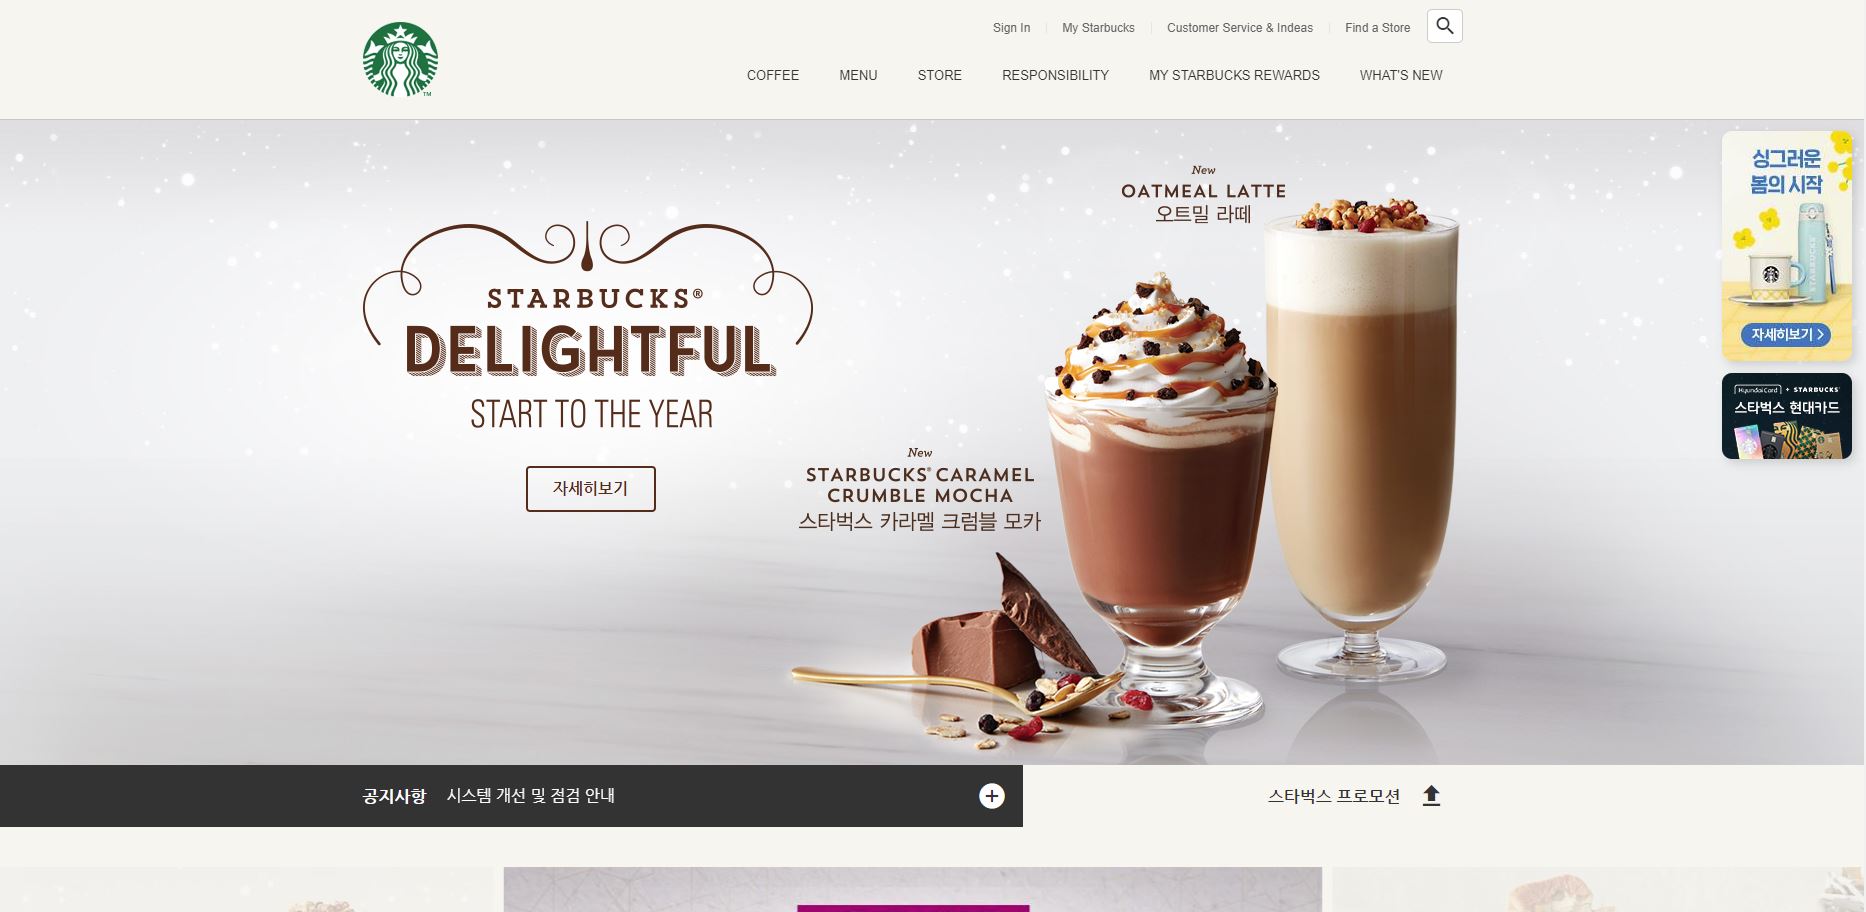 Sign In
My Starbucks
Customer Service & Indeas
Find a Store
COFFEE
MENU
STORE
RESPONSIBILITY
MY STARBUCKS REWARDS
WHAT'S NEW
TM
STARBUCKS®
DELIGHTFUL
START TO THE YEAR
자세히보기
New
OATMEAL LATTE
오트밀 라떼
New
STARBUCKS® CARAMEL
CRUMBLE MOCHA
스타벅스 카라멜 크럼블 모카
싱그러운
봄의 시작
STARBUCKS
자세히보기
HyundaiCard + STARBUCKS
스타벅스 현대카드
공지사항 시스템 개선 및 점검 안내
스타벅스 프로모션